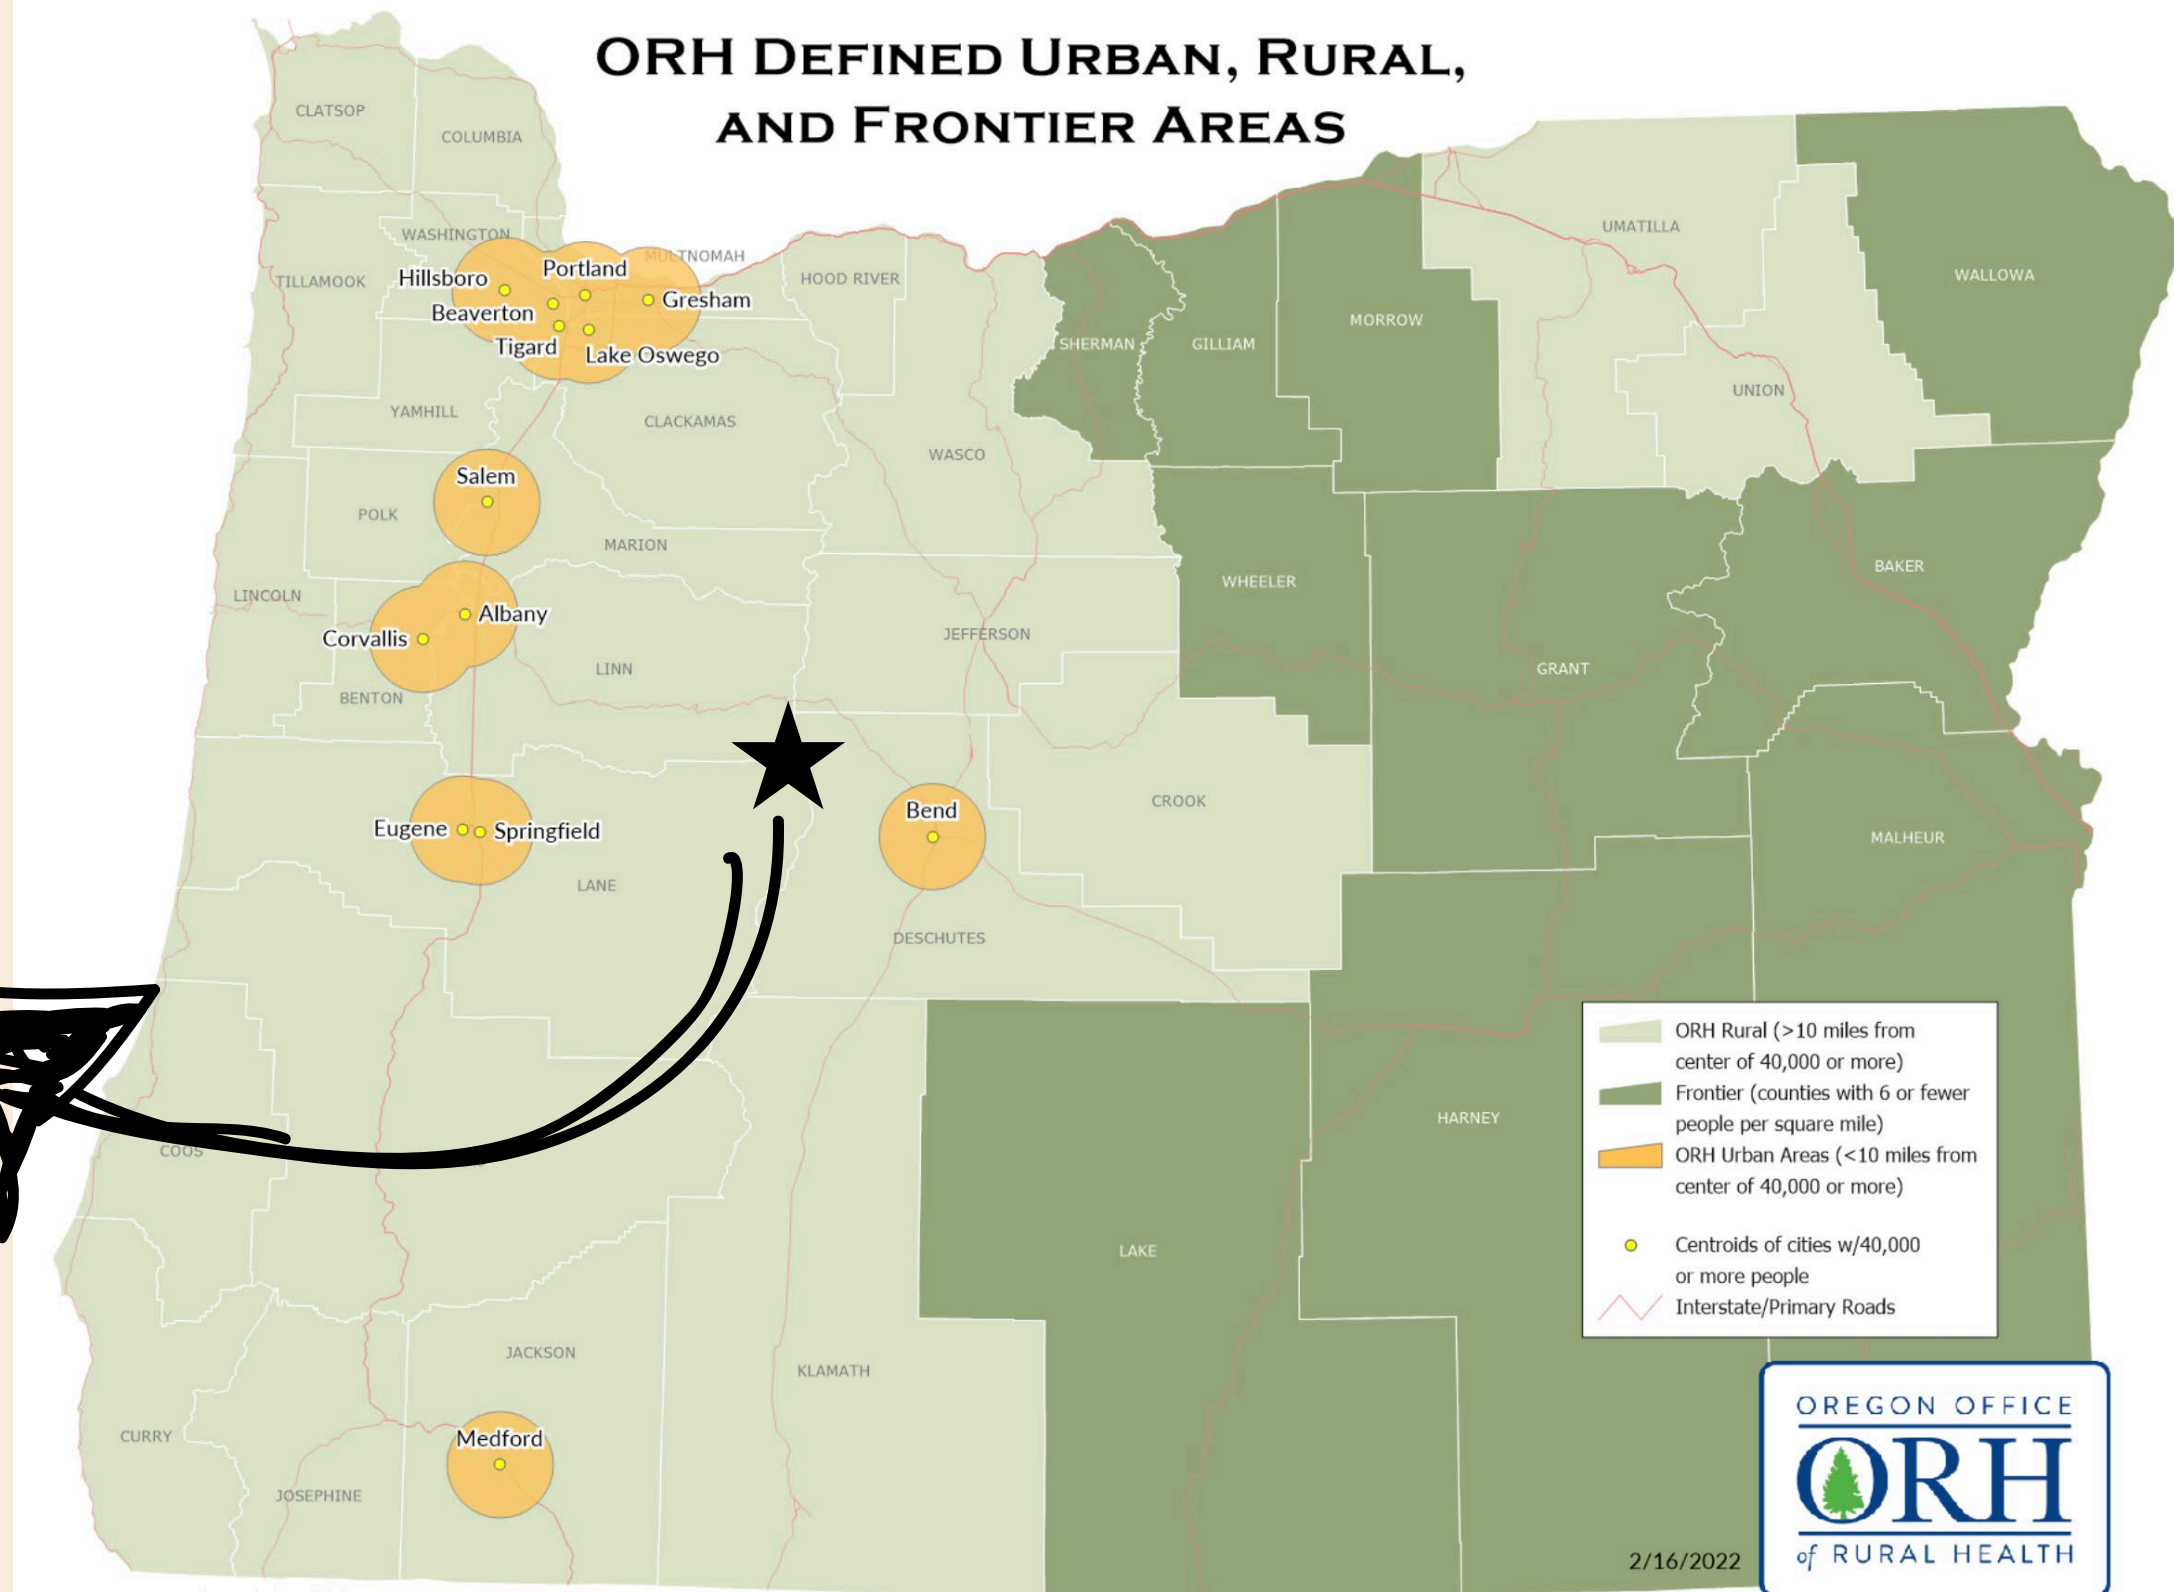 ORH DEFINED URBAN, RURAL,
AND FRONTIER AREAS
CLATSOP
COLUMBIA
WASHINGTON
MULTNOMAH
TILLAMOOK
Hillsboro
Portland
Gresham
Beaverton
Tigard
Lake Oswego
HOOD RIVER
UMATILLA
WALLOWA
SHERMAN
GILLIAM
MORROW
UNION
YAMHILL
CLACKAMAS
WASCO
Salem
POLK
MARION
LINCOLN
Albany
Corvallis
JEFFERSON
WHEELER
BAKER
LINN
GRANT
BENTON
CROOK
Bend
Eugene
Springfield
MALHEUR
LANE
DESCHUTES
ORH Rural (>10 miles from
center of 40,000 or more)
Frontier (counties with 6 or fewer
people per square mile)
ORH Urban Areas (<10 miles from
center of 40,000 or more)
Centroids of cities w/40,000
or more people
Interstate/Primary Roads
HARNEY
COOS
LAKE
JACKSON
KLAMATH
CURRY
Medford
JOSEPHINE
2/16/2022
OREGON OFFICE
ORH
of RURAL HEALTH